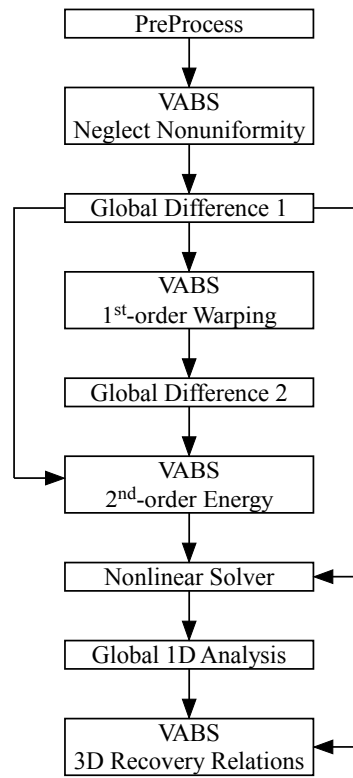 PreProcess
VABS
Neglect Nonuniformity
Global Difference 1
VABS
1st-order Warping
Global Difference 2
VABS
2nd-order Energy
Nonlinear Solver
Global 1D Analysis
VABS
3D Recovery Relations